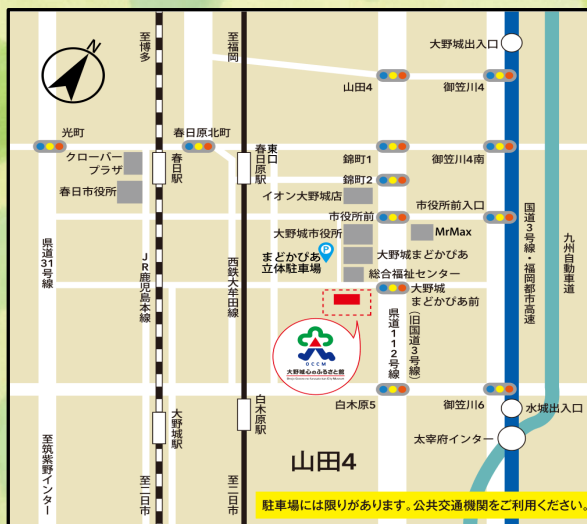 N
至博多
至福岡
大野城出入口
山田4
御笠川4
光町
春日原北町
クローバー
プラザ
春日市役所
春日駅
春日原駅
東口
錦町1
御笠川4南
錦町2
イオン大野城店
市役所前
市役所前入口
大野城市役所
MrMax
まどかぴあ
立体駐車場
P
大野城まどかぴあ
総合福祉センター
大野城
まどかぴあ前
県道31号線
JR鹿児島本線
西鉄大牟田線
県道112号線
(旧国道3号線)
国道3号線・福岡都市高速
九州自動車道
OCCM
大野城心のふるさと館
白木原5
御笠川6
水城出入口
太宰府インター
大野城駅
白木原駅
至筑紫野インター
至二日市
至二日市
山田4
駐車場には限りがあります。公共交通機関をご利用ください。